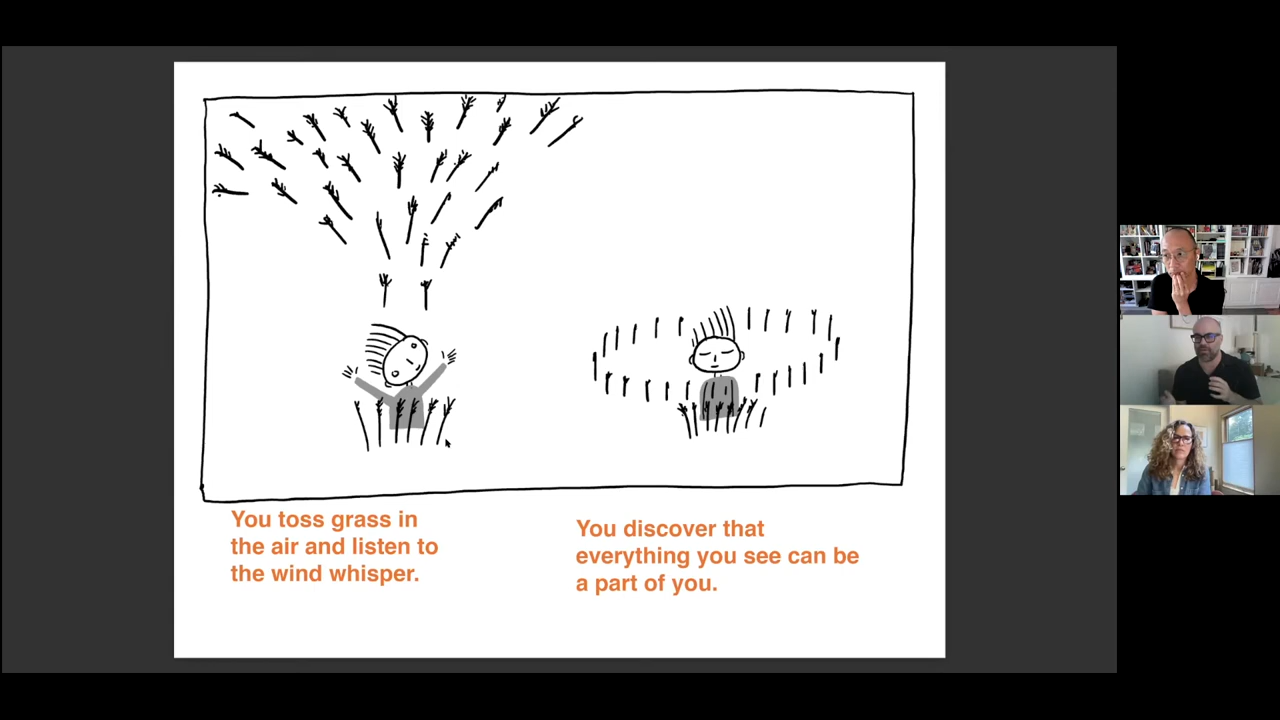 You toss grass in
the air and listen to
the wind whisper.
You discover that
everything you see can be
a part of you.